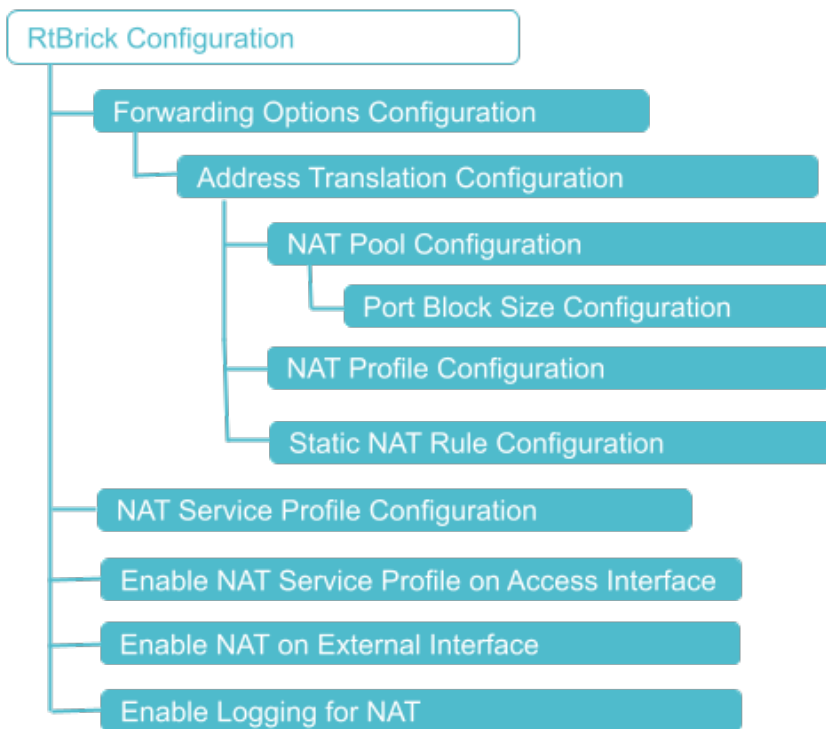 RtBrick Configuration
Forwarding Options Configuration
Address Translation Configuration
NAT Pool Configuration
Port Block Size Configuration
NAT Profile Configuration
Static NAT Rule Configuration
NAT Service Profile Configuration
Enable NAT Service Profile on Access Interface
Enable NAT on External Interface
Enable Logging for NAT